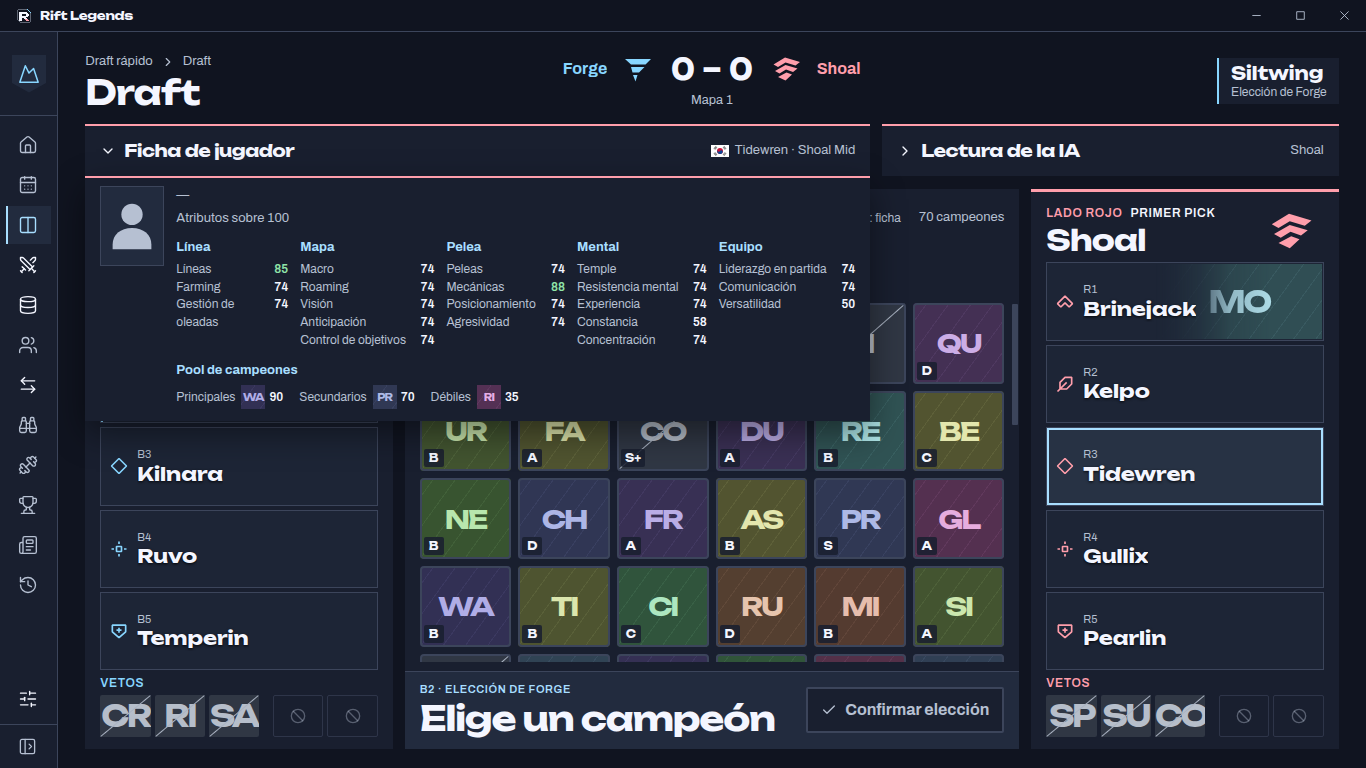 Rift Legends
Draft rápido > Draft
Draft
Forge 0 – 0 Shoal
Mapa 1
Siltwing
Elección de Forge
Ficha de jugador
Tidewren · Shoal Mid
Lectura de la IA
Shoal
—
Atributos sobre 100
Línea
Líneas 85
Farming 74
Gestión de oleadas 74
Mapa
Macro 74
Roaming 74
Visión 74
Anticipación 74
Control de objetivos 74
Pelea
Peleas 74
Mecánicas 88
Posicionamiento 74
Agresividad 74
Mental
Temple 74
Resistencia mental 74
Experiencia 74
Constancia 58
Concentración 74
Equipo
Liderazgo en partida 74
Comunicación 74
Versatilidad 50
Pool de campeones
Principales WA 90 Secundarios PR 70 Débiles RI 35
: ficha
70 campeones
QU
D
UR B
FA A
CO S+
DU A
RE B
BE C
NE B
CH D
FR A
AS B
PR S
GL A
WA B
TI B
CI C
RU D
MI B
SI A
B3
Kilnara
B4
Ruvo
B5
Temperin
VETOS
CR RI SA
B2 · ELECCIÓN DE FORGE
Elige un campeón
Confirmar elección
LADO ROJO PRIMER PICK
Shoal
R1
Brinejack MO
R2
Kelpo
R3
Tidewren
R4
Gullix
R5
Pearlin
VETOS
SP SU CO